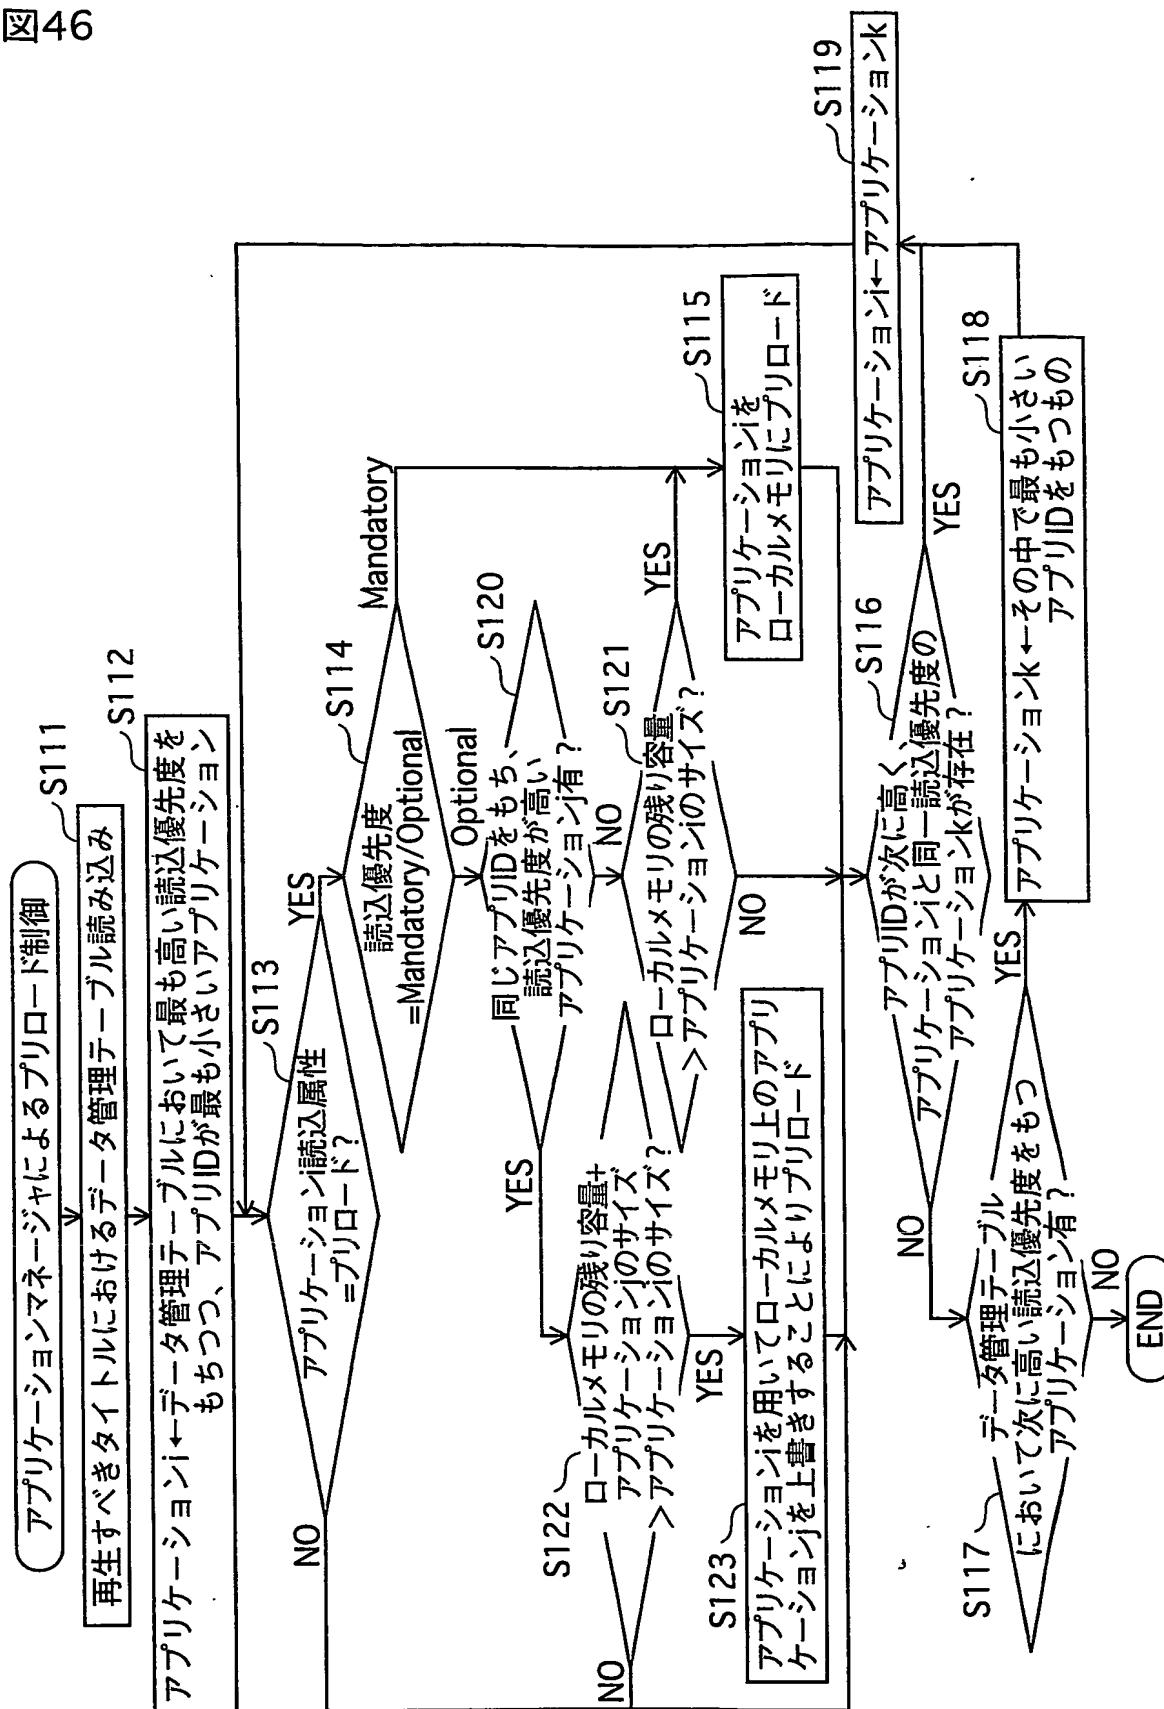 図46
アプリケーションマネージャによるプリロード制御
S111
再生すべきタイトルにおけるデータ管理テーブル読み込み
S112
アプリケーションi←データ管理テーブルにおいて最も高い読込優先度を
もちつつ、アプリIDが最も小さいアプリケーション
S113
アプリケーションi読込属性
=プリロード?
YES
NO
S114
読込優先度
=Mandatory/Optional
Mandatory
Optional
S120
同じアプリIDをもち、
読込優先度が高い
アプリケーションj有?
YES
NO
S121
ローカルメモリの残り容量
>アプリケーションiのサイズ?
YES
NO
S122
ローカルメモリの残り容量+
アプリケーションjのサイズ
>アプリケーションiのサイズ?
NO
YES
S123
アプリケーションiを用いてローカルメモリ上のアプリ
ケーションjを上書きすることによりプリロード
S115
アプリケーションiを
ローカルメモリにプリロード
S116
アプリIDが次に高く、
アプリケーションiと同一読込優先度の
アプリケーションkが存在?
YES
NO
S117
データ管理テーブル
において次に高い読込優先度をもつ
アプリケーション有?
YES
NO
S118
アプリケーションk←その中で最も小さい
アプリIDをもつもの
S119
アプリケーションi←アプリケーションk
END